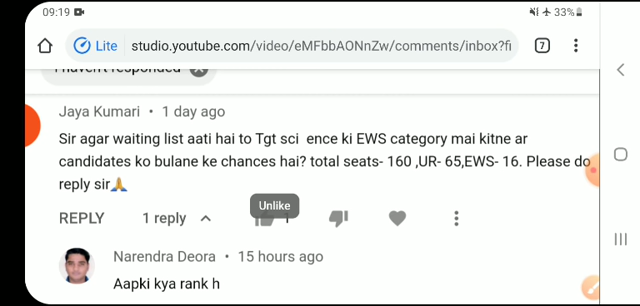 09:19 33%
Lite studio.youtube.com/video/eMFbbAONnZw/comments/inbox?fi 7
I haven't responded
Jaya Kumari • 1 day ago
Sir agar waiting list aati hai to Tgt sci ence ki EWS category mai kitne ar
candidates ko bulane ke chances hai? total seats- 160 ,UR- 65,EWS- 16. Please do
reply sir🙏
Unlike
REPLY 1 reply 1
Narendra Deora • 15 hours ago
Aapki kya rank h